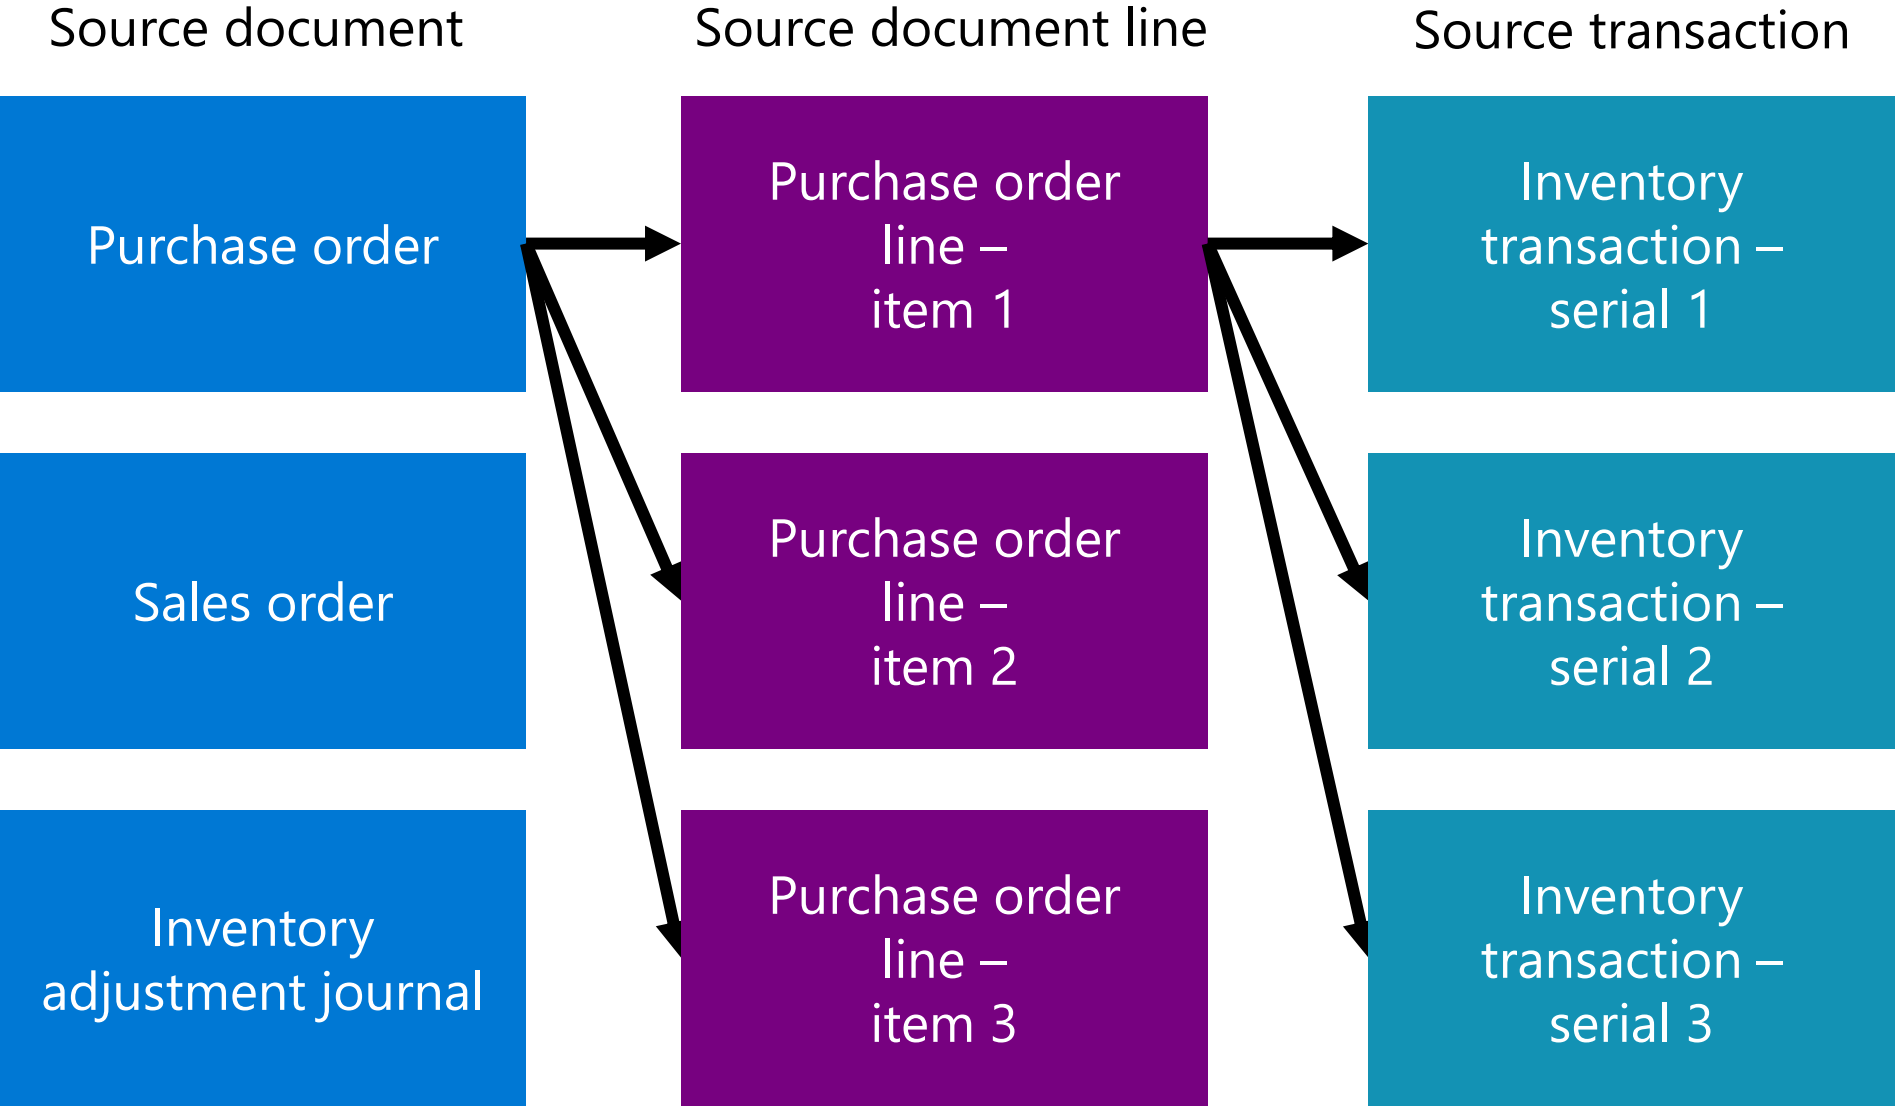 Source document
Source document line
Source transaction
Purchase order
Purchase order
line –
item 1
Inventory
transaction –
serial 1
Sales order
Purchase order
line –
item 2
Inventory
transaction –
serial 2
Inventory
adjustment journal
Purchase order
line –
item 3
Inventory
transaction –
serial 3